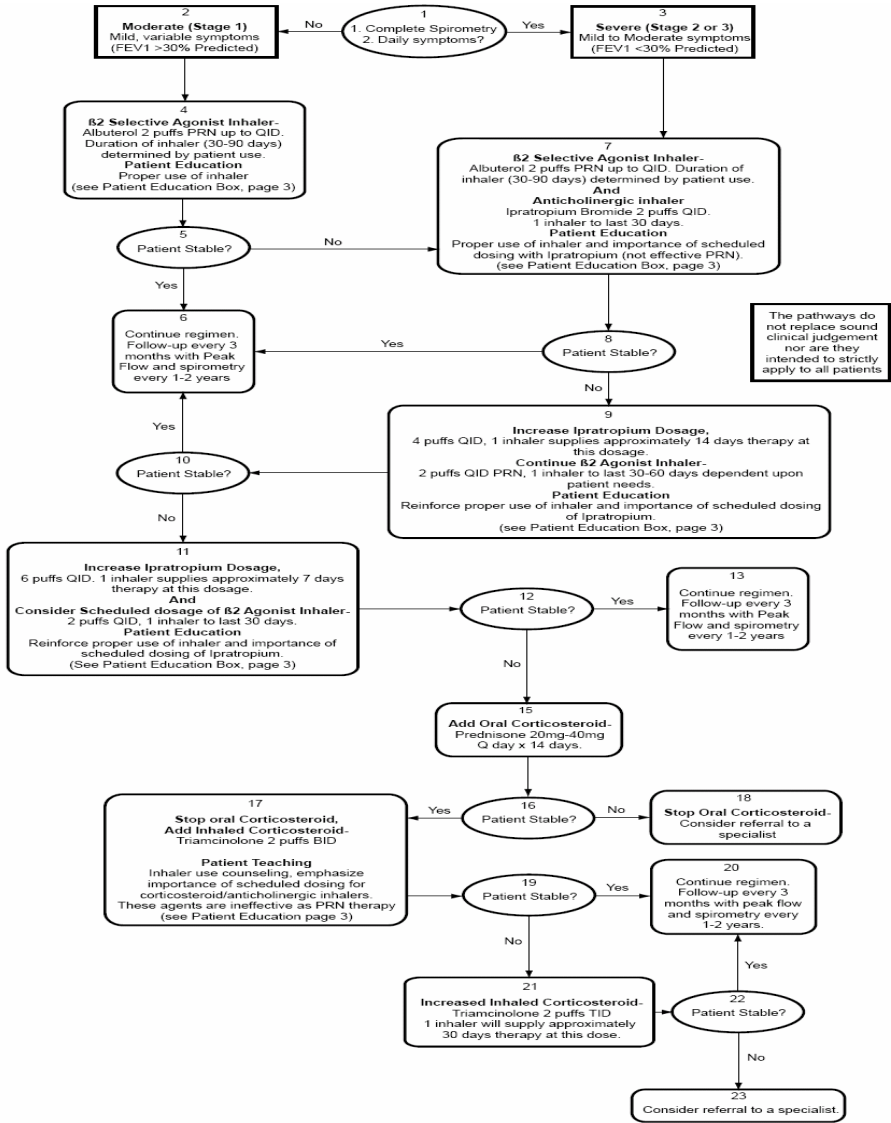 1
1. Complete Spirometry
2. Daily symptoms?
No
Yes
2
Moderate (Stage 1)
Mild, variable symptoms
(FEV1 >30% Predicted)
3
Severe (Stage 2 or 3)
Mild to Moderate symptoms
(FEV1 <30% Predicted)
4
ß2 Selective Agonist Inhaler-
Albuterol 2 puffs PRN up to QID.
Duration of inhaler (30-90 days)
determined by patient use.
Patient Education
Proper use of inhaler
(see Patient Education Box, page 3)
5
Patient Stable?
No
Yes
6
Continue regimen.
Follow-up every 3
months with Peak
Flow and spirometry
every 1-2 years
7
ß2 Selective Agonist Inhaler-
Albuterol 2 puffs PRN up to QID. Duration of
inhaler (30-90 days) determined by patient use.
And
Anticholinergic inhaler
Ipratropium Bromide 2 puffs QID.
1 inhaler to last 30 days.
Patient Education
Proper use of inhaler and importance of scheduled
dosing with Ipratropium (not effective PRN).
(see Patient Education Box, page 3)
8
Patient Stable?
Yes
No
The pathways do
not replace sound
clinical judgement
nor are they
intended to strictly
apply to all patients
9
Increase Ipratropium Dosage,
4 puffs QID, 1 inhaler supplies approximately 14 days therapy at
this dosage.
Continue ß2 Agonist Inhaler-
2 puffs QID PRN, 1 inhaler to last 30-60 days dependent upon
patient needs.
Patient Education
Reinforce proper use of inhaler and importance of scheduled dosing
of Ipratropium.
(see Patient Education Box, page 3)
10
Patient Stable?
Yes
No
11
Increase Ipratropium Dosage,
6 puffs QID. 1 inhaler supplies approximately 7 days
therapy at this dosage.
And
Consider Scheduled dosage of ß2 Agonist Inhaler-
2 puffs QID, 1 inhaler to last 30 days.
Patient Education
Reinforce proper use of inhaler and importance of
scheduled dosing of Ipratropium.
(See Patient Education Box, page 3)
12
Patient Stable?
Yes
No
13
Continue regimen.
Follow-up every 3
months with Peak
Flow and spirometry
every 1-2 years
15
Add Oral Corticosteroid-
Prednisone 20mg-40mg
Q day x 14 days.
16
Patient Stable?
Yes
No
17
Stop oral Corticosteroid,
Add Inhaled Corticosteroid-
Triamcinolone 2 puffs BID
Patient Teaching
Inhaler use counseling, emphasize
importance of scheduled dosing for
corticosteroid/anticholinergic inhalers.
These agents are ineffective as PRN therapy
(see Patient Education page 3)
18
Stop Oral Corticosteroid-
Consider referral to a
specialist
19
Patient Stable?
Yes
No
20
Continue regimen.
Follow-up every 3
months with peak flow
and spirometry every
1-2 years.
21
Increased Inhaled Corticosteroid-
Triamcinolone 2 puffs TID
1 inhaler will supply approximately
30 days therapy at this dose.
22
Patient Stable?
Yes
No
23
Consider referral to a specialist.